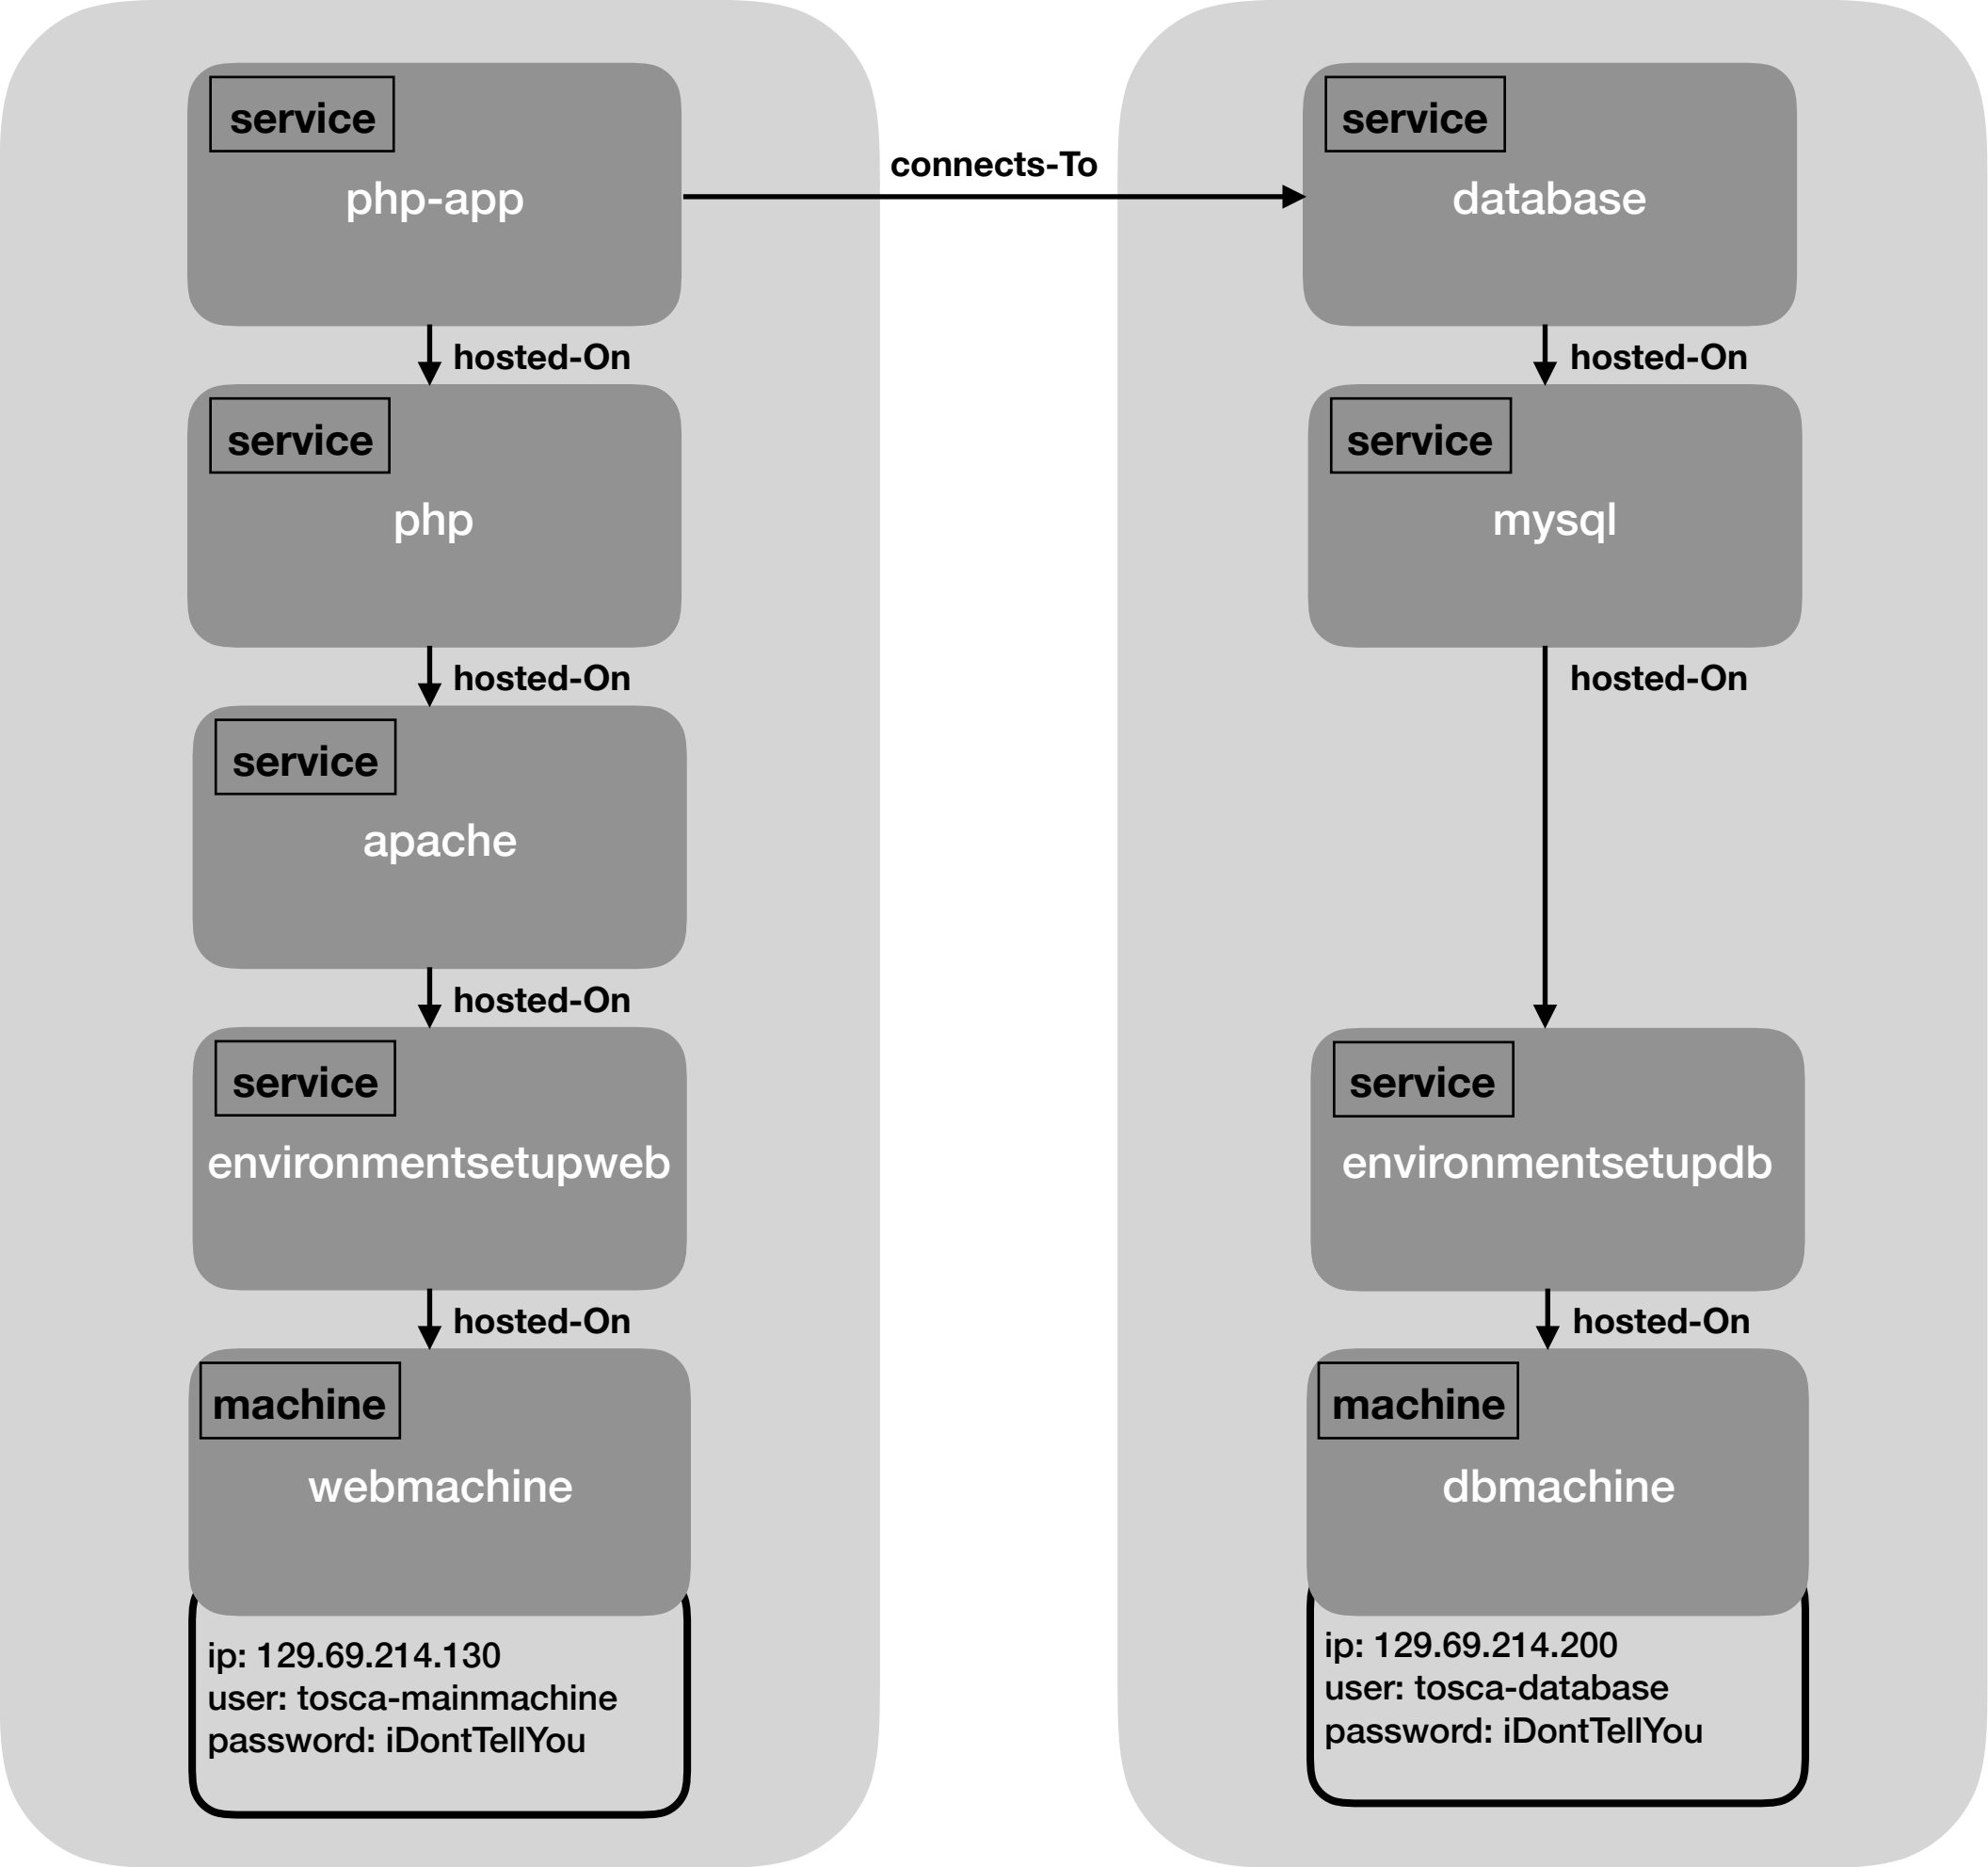 service
php-app
connects-To
service
database
hosted-On
hosted-On
service
php
service
mysql
hosted-On
hosted-On
service
apache
hosted-On
service
environmentsetupweb
service
environmentsetupdb
hosted-On
hosted-On
machine
webmachine
machine
dbmachine
ip: 129.69.214.130
user: tosca-mainmachine
password: iDontTellYou
ip: 129.69.214.200
user: tosca-database
password: iDontTellYou